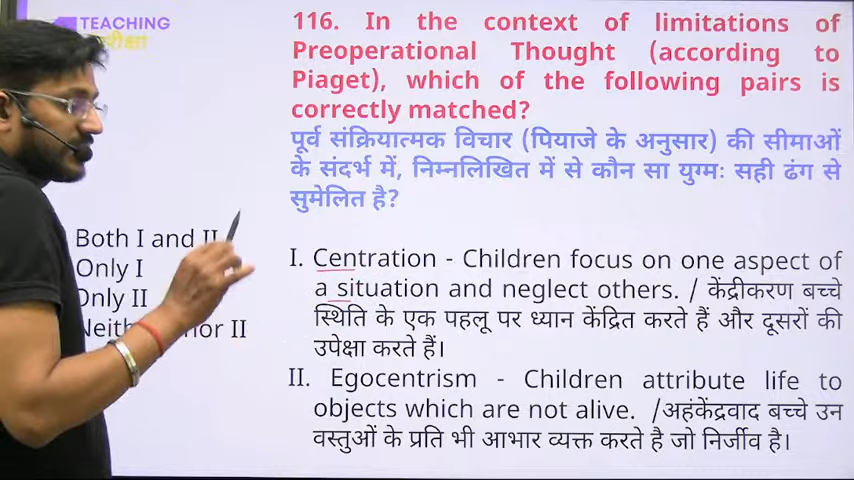 TEACHING
116. In the context of limitations of
Preoperational Thought (according to
Piaget), which of the following pairs is
correctly matched?
पूर्व संक्रियात्मक विचार (पियाजे के अनुसार) की सीमाओं
के संदर्भ में, निम्नलिखित में से कौन सा युग्मः सही ढंग से
सुमेलित है?
Both I and II
Only I
Only II
I. Centration - Children focus on one aspect of
a situation and neglect others. / केंद्रीकरण बच्चे
स्थिति के एक पहलू पर ध्यान केंद्रित करते हैं और दूसरों की
उपेक्षा करते हैं।
II. Egocentrism - Children attribute life to
objects which are not alive. /अहंकेंद्रवाद बच्चे उन
वस्तुओं के प्रति भी आभार व्यक्त करते है जो निर्जीव है।
nor II